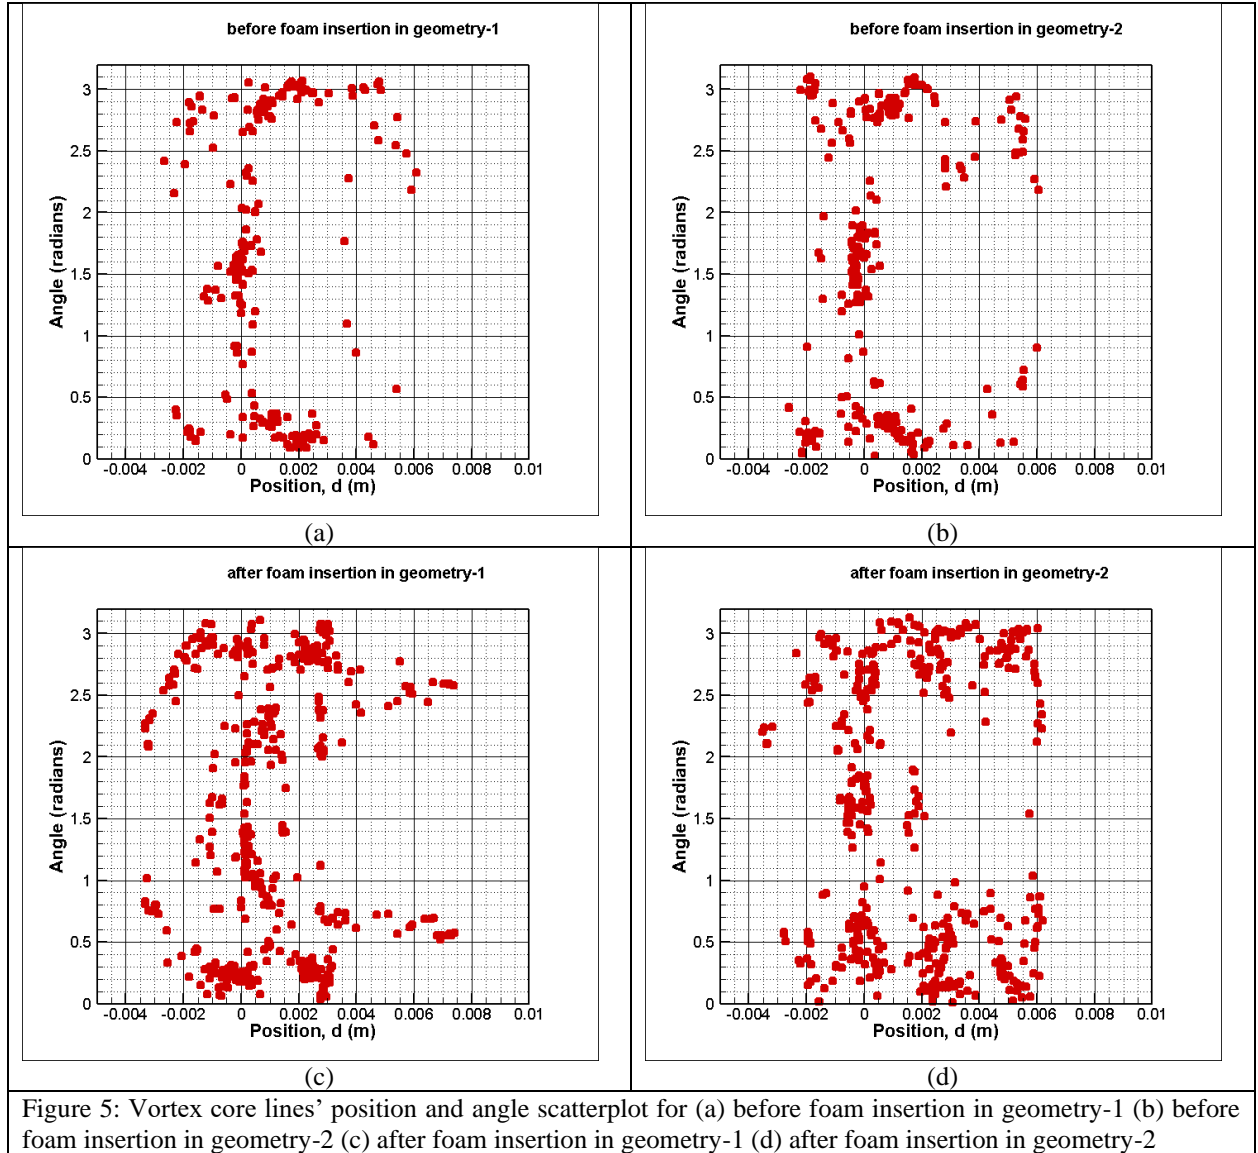 before foam insertion in geometry-1
3
2.5
2
1.5
1
0.5
0
Angle (radians)
-0.004 -0.002 0 0.002 0.004 0.006 0.008 0.01
Position, d (m)
(a)
before foam insertion in geometry-2
3
2.5
2
1.5
1
0.5
0
Angle (radians)
-0.004 -0.002 0 0.002 0.004 0.006 0.008 0.01
Position, d (m)
(b)
after foam insertion in geometry-1
3
2.5
2
1.5
1
0.5
0
Angle (radians)
-0.004 -0.002 0 0.002 0.004 0.006 0.008 0.01
Position, d (m)
(c)
after foam insertion in geometry-2
3
2.5
2
1.5
1
0.5
0
Angle (radians)
-0.004 -0.002 0 0.002 0.004 0.006 0.008 0.01
Position, d (m)
(d)
Figure 5: Vortex core lines’ position and angle scatterplot for (a) before foam insertion in geometry-1 (b) before
foam insertion in geometry-2 (c) after foam insertion in geometry-1 (d) after foam insertion in geometry-2